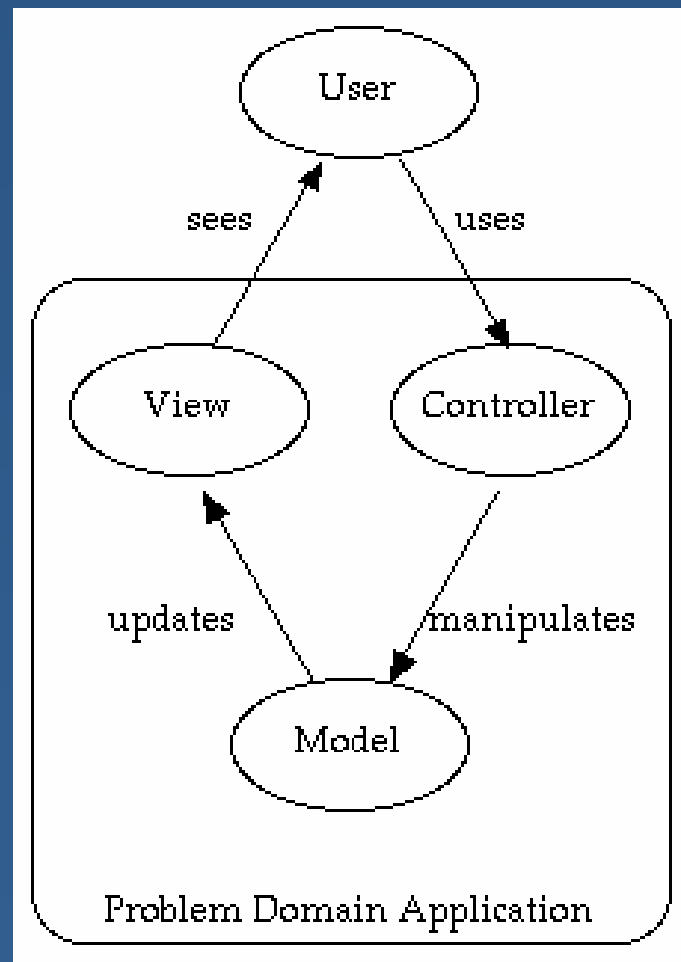 User
sees
uses
View
Controller
updates
manipulates
Model
Problem Domain Application